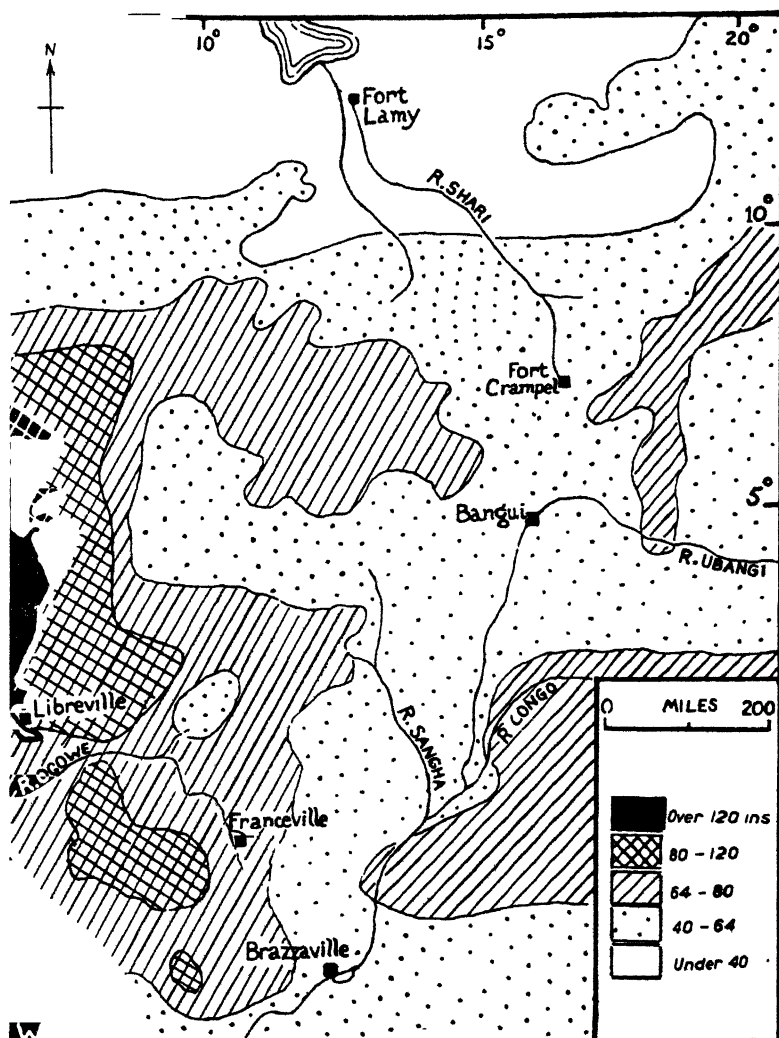 N
10°
15°
20°
Fort
Lamy
R. SHARI
10°
Fort
Crampel
5°
Bangui
R. UBANGI
Libreville
R. OGOWE
R. SANGHA
R. CONGO
Franceville
Brazzaville
0 MILES 200
Over 120 ins
80 - 120
64 - 80
40 - 64
Under 40
W